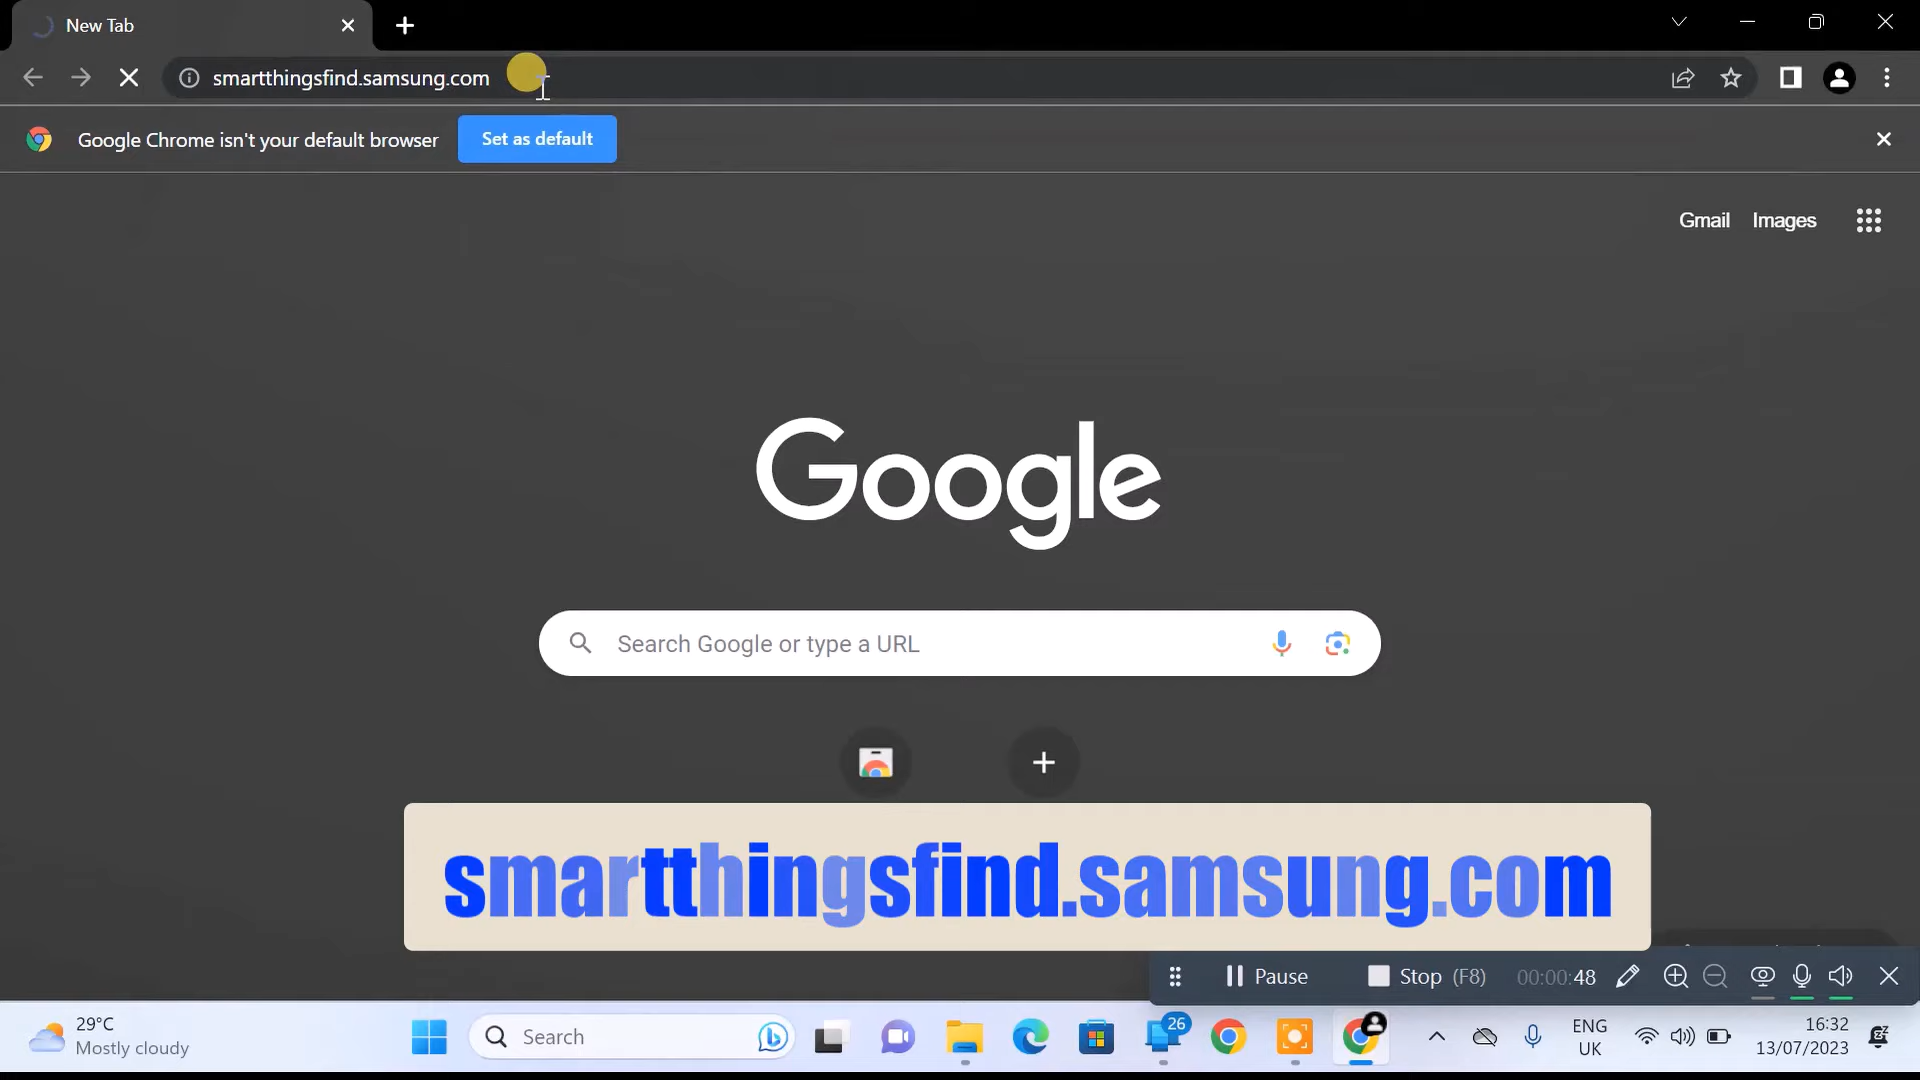 New Tab
smartthingsfind.samsung.com
Google Chrome isn't your default browser Set as default
Gmail Images
Google
Search Google or type a URL
smartthingsfind.samsung.com
Pause Stop (F8) 00:00:48
29°C
Mostly cloudy
Search
26
ENG
UK
16:32
13/07/2023